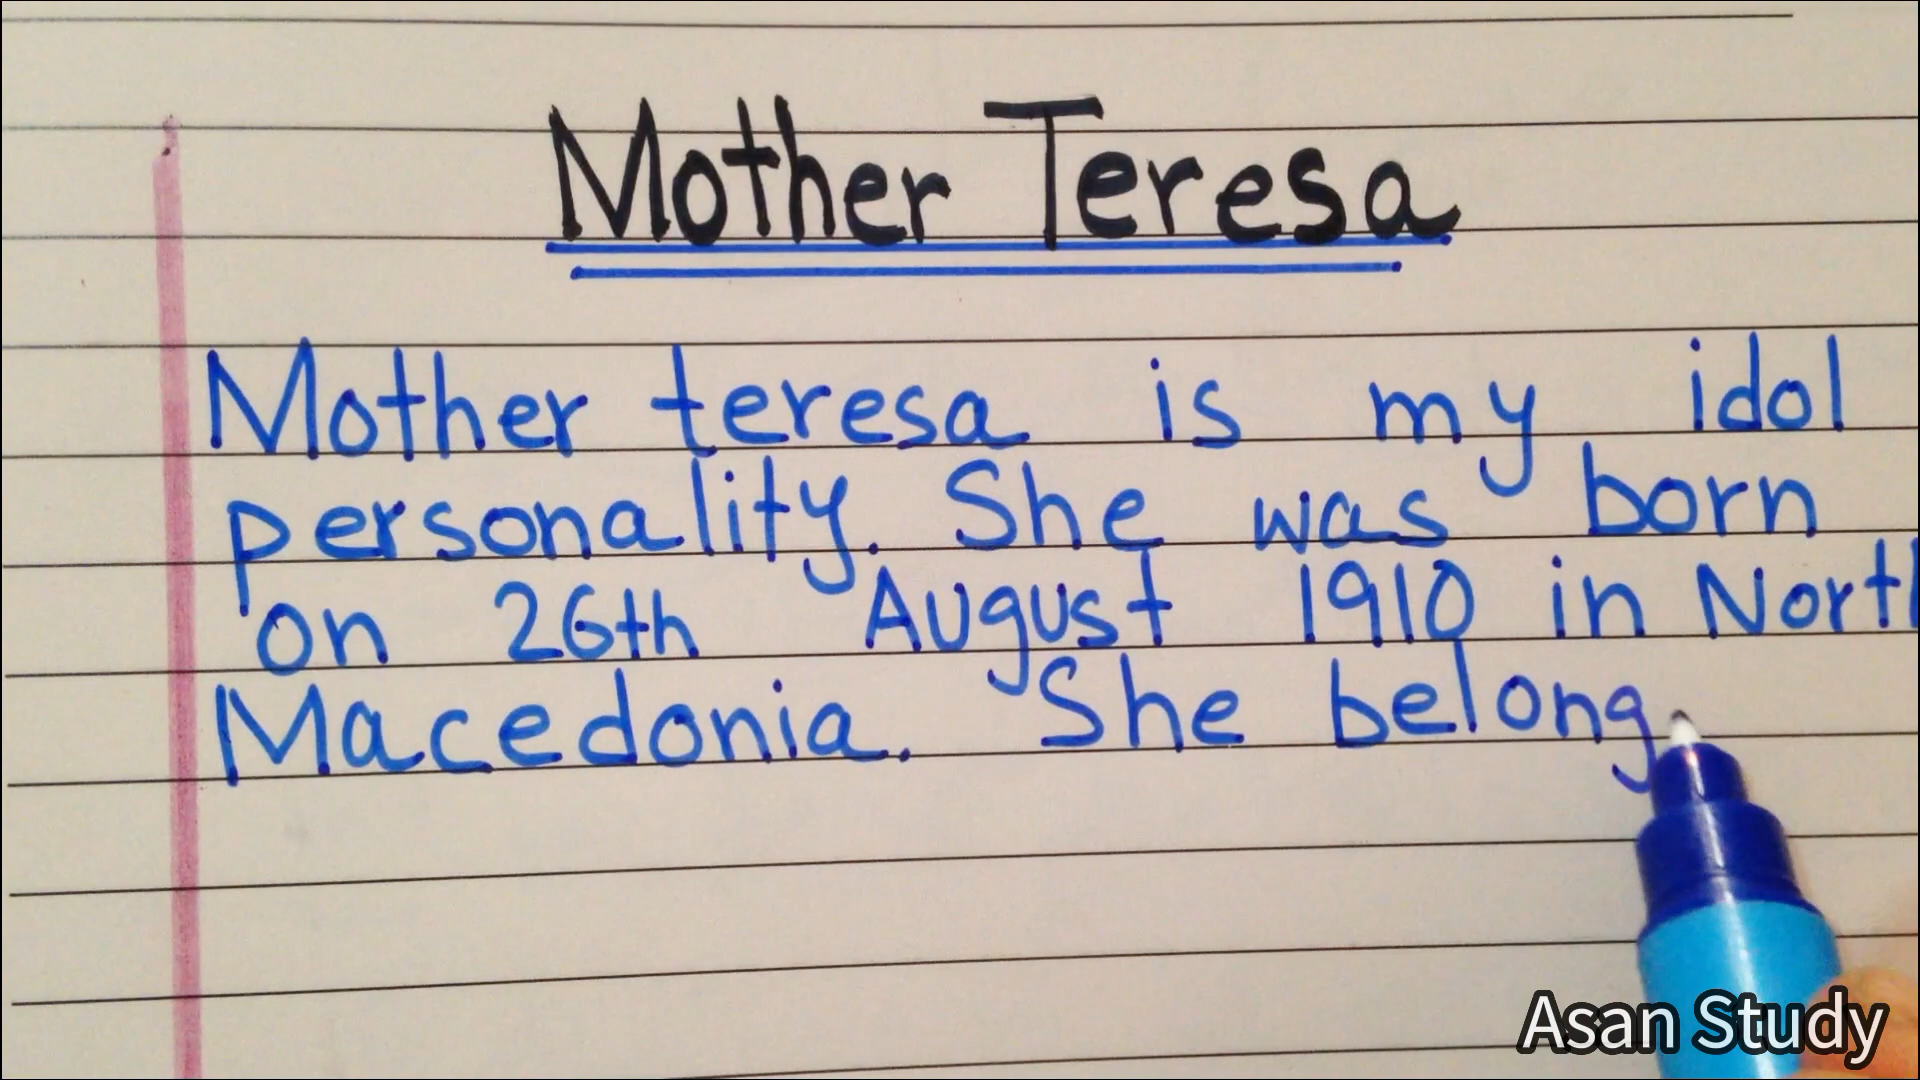 Mother Teresa
Mother teresa is my idol
personality. She was born
on 26th August 1910 in North
Macedonia. She belong
Asan Study